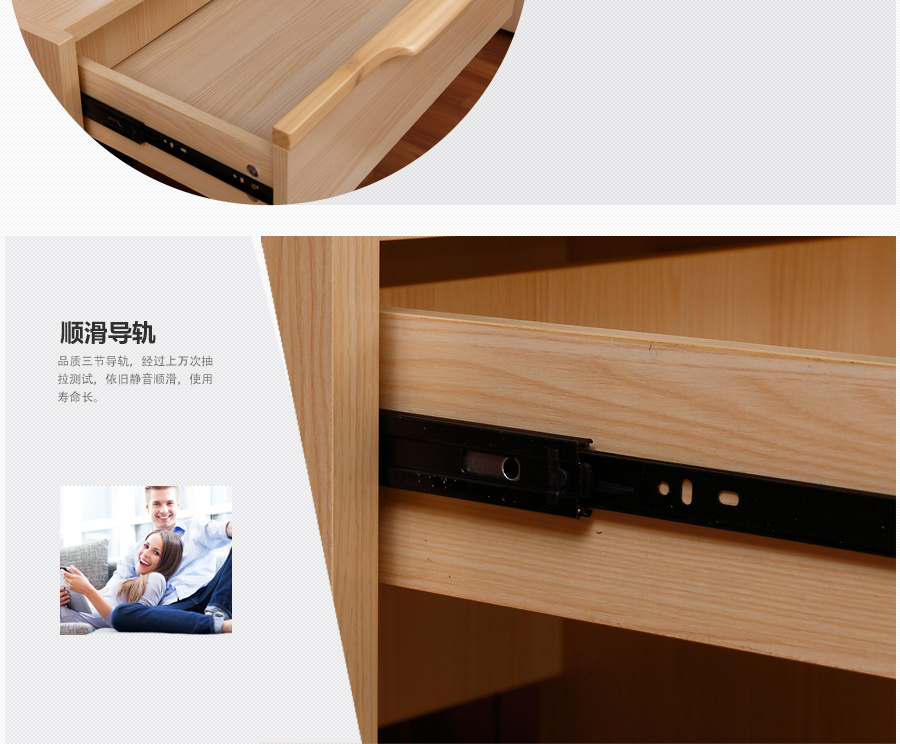 顺滑导轨
品质三节导轨，经过上万次抽
拉测试，依旧静音顺滑，使用
寿命长。